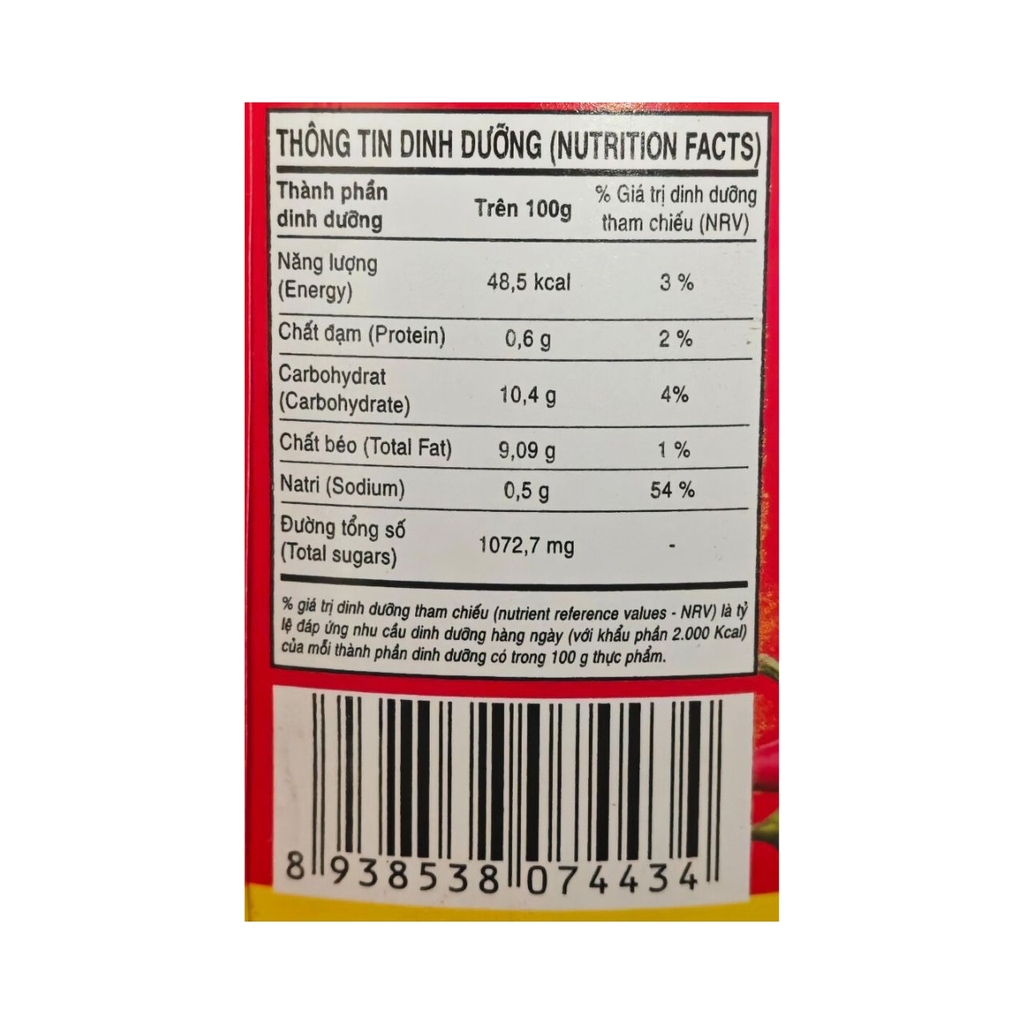 THÔNG TIN DINH DƯỠNG (NUTRITION FACTS)
Thành phần dinh dưỡng Trên 100g % Giá trị dinh dưỡng tham chiếu (NRV)
Năng lượng (Energy) 48,5 kcal 3 %
Chất đạm (Protein) 0,6 g 2 %
Carbohydrat (Carbohydrate) 10,4 g 4%
Chất béo (Total Fat) 9,09 g 1 %
Natri (Sodium) 0,5 g 54 %
Đường tổng số (Total sugars) 1072,7 mg -
% giá trị dinh dưỡng tham chiếu (nutrient reference values - NRV) là tỷ
lệ đáp ứng nhu cầu dinh dưỡng hàng ngày (với khẩu phần 2.000 Kcal)
của mỗi thành phần dinh dưỡng có trong 100 g thực phẩm.
8 938538 074434